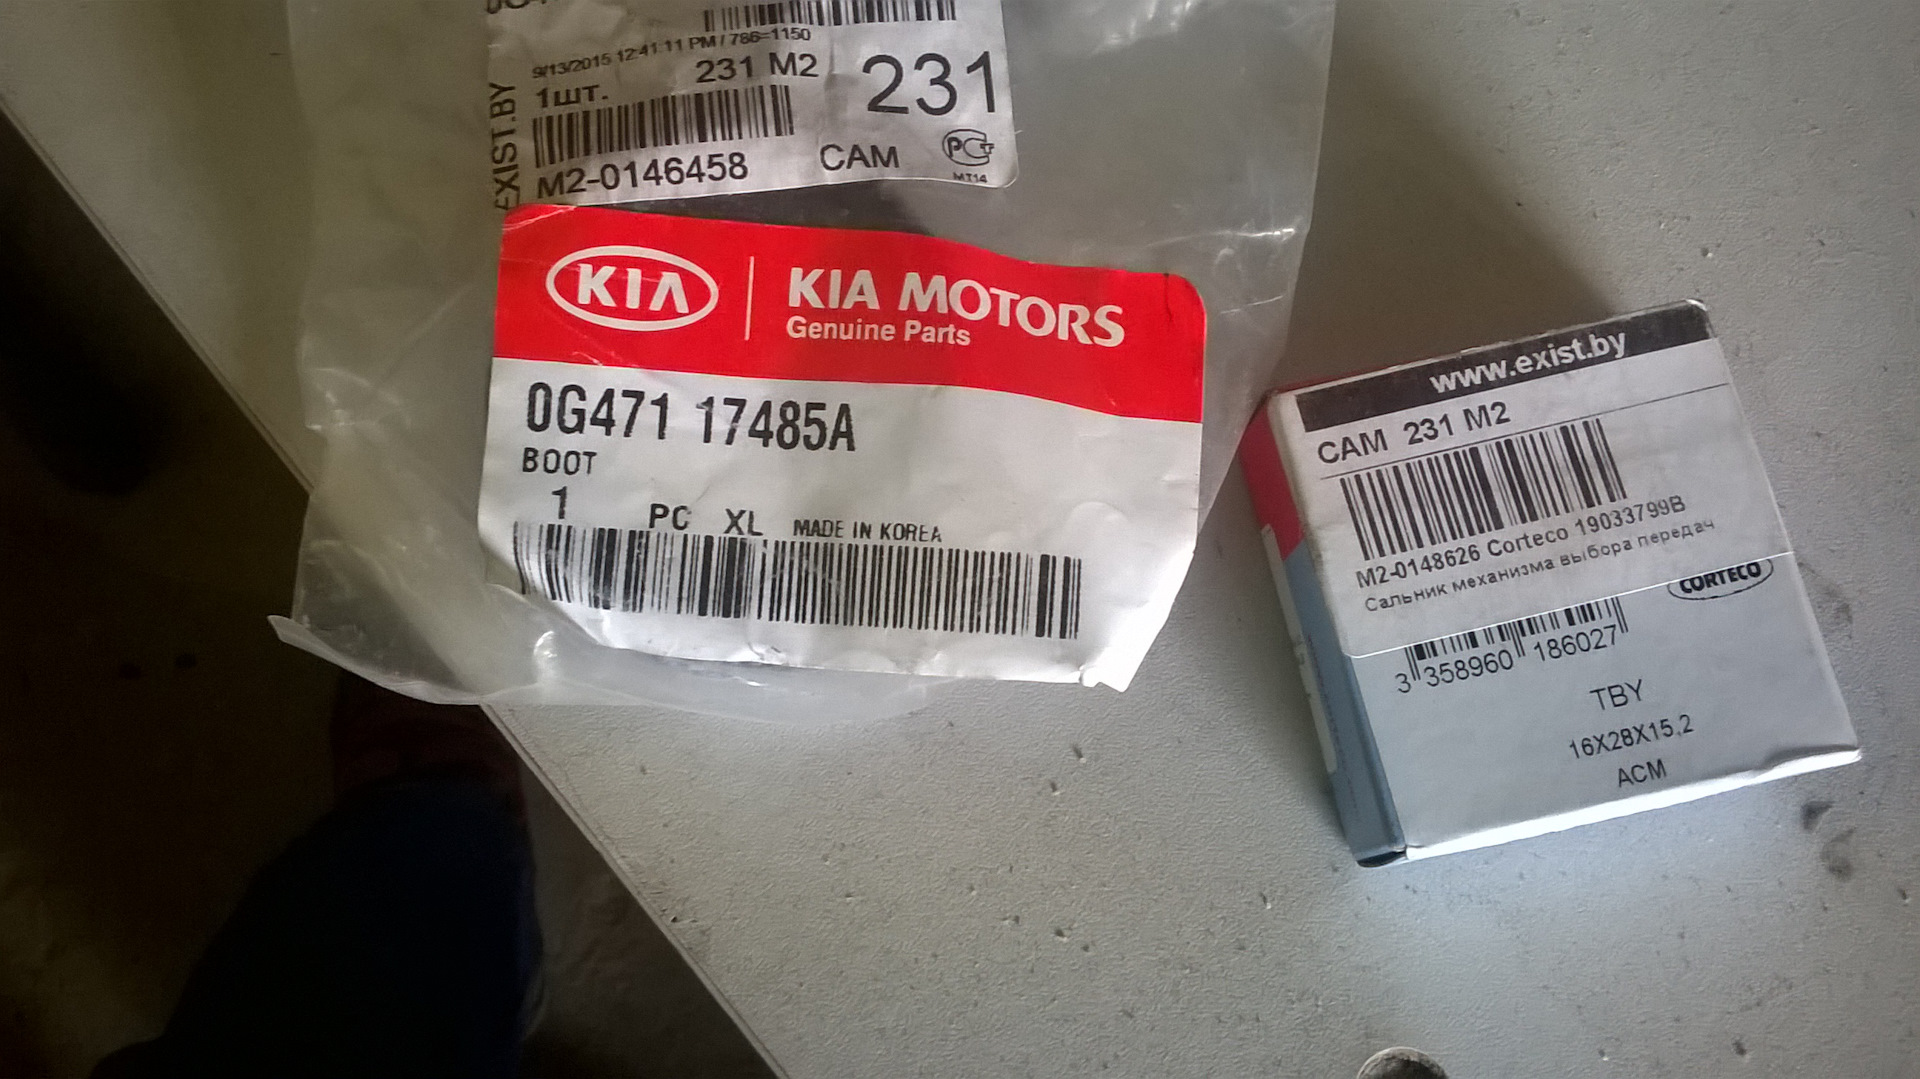 9/13/2015 12:41:11 PM / 786=1150
1шт. 231 M2
231
EXIST.BY
M2-0146458
CAM
РСТ
МТ14
KIA
KIA MOTORS
Genuine Parts
0G471 17485A
BOOT
1 PC XL MADE IN KOREA
www.exist.by
CAM 231 M2
M2-0148626 Corteco 19033799B
Сальник механизма выбора передач
CORTECO
3 358960 186027
TBY
16X28X15,2
ACM